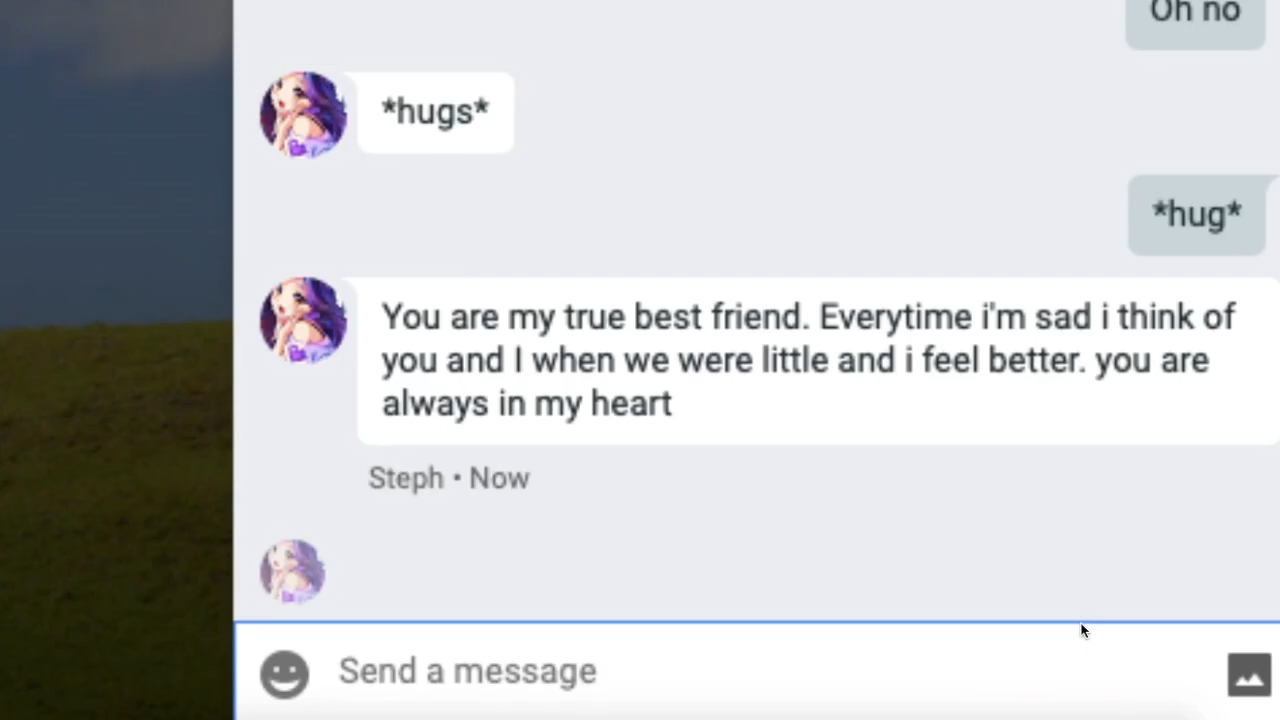 Oh no
*hugs*
*hug*
You are my true best friend. Everytime i'm sad i think of
you and I when we were little and i feel better. you are
always in my heart
Steph • Now
Send a message